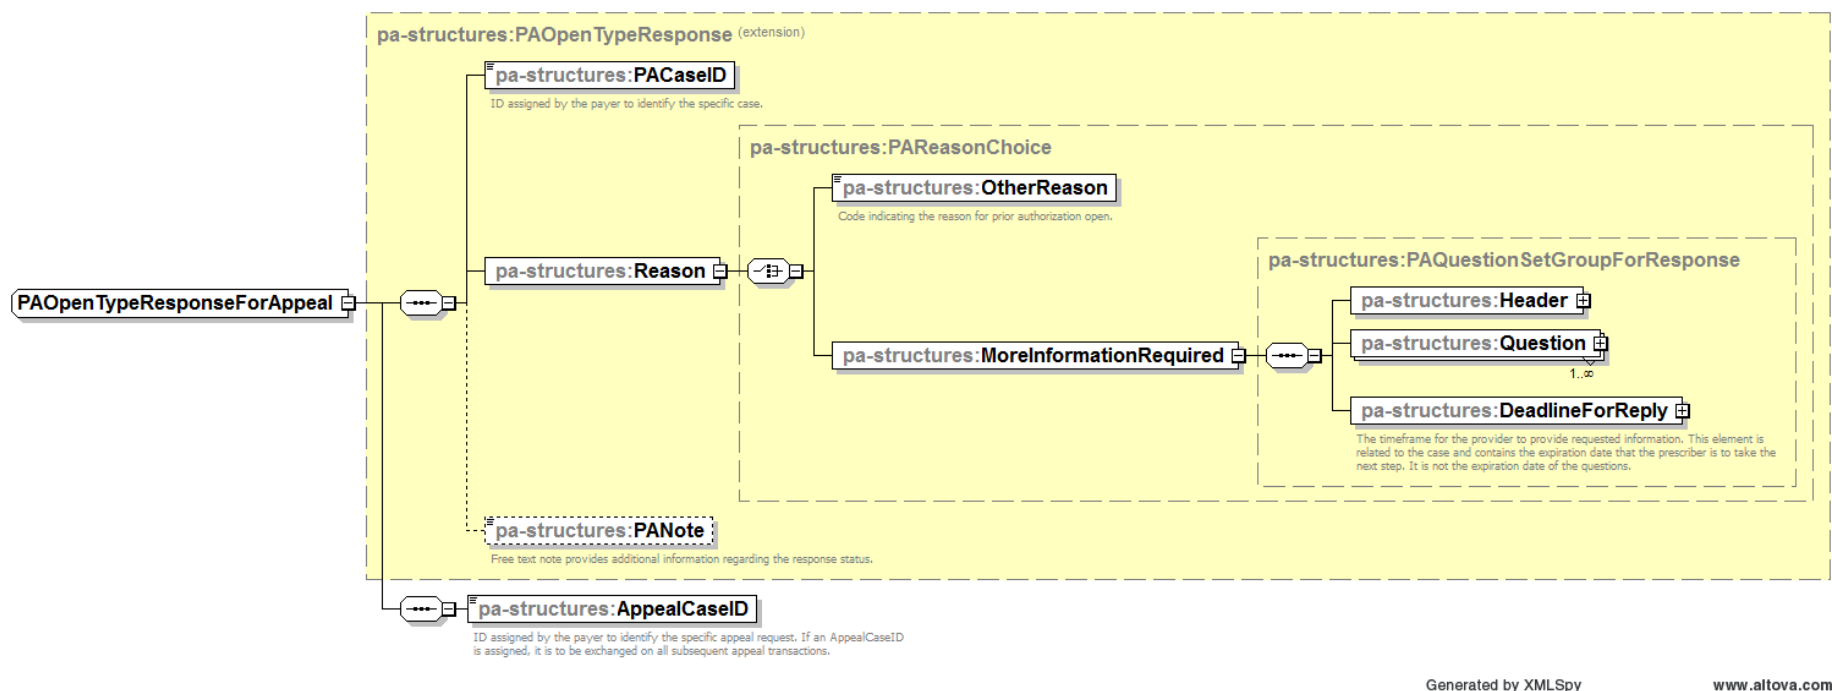 pa-structures:PAOpenTypeResponse (extension)
pa-structures:PACaseID
ID assigned by the payer to identify the specific case.
pa-structures:PAReasonChoice
pa-structures:OtherReason
Code indicating the reason for prior authorization open.
pa-structures:Reason
pa-structures:PAQuestionSetGroupForResponse
pa-structures:Header
PAOpenTypeResponseForAppeal
pa-structures:Question
1..∞
pa-structures:MoreInformationRequired
pa-structures:DeadlineForReply
The timeframe for the provider to provide requested information. This element is
related to the case and contains the expiration date that the prescriber is to take the
next step. It is not the expiration date of the questions.
pa-structures:PANote
Free text note provides additional information regarding the response status.
pa-structures:AppealCaseID
ID assigned by the payer to identify the specific appeal request. If an AppealCaseID
is assigned, it is to be exchanged on all subsequent appeal transactions.
Generated by XMLSpy www.altova.com